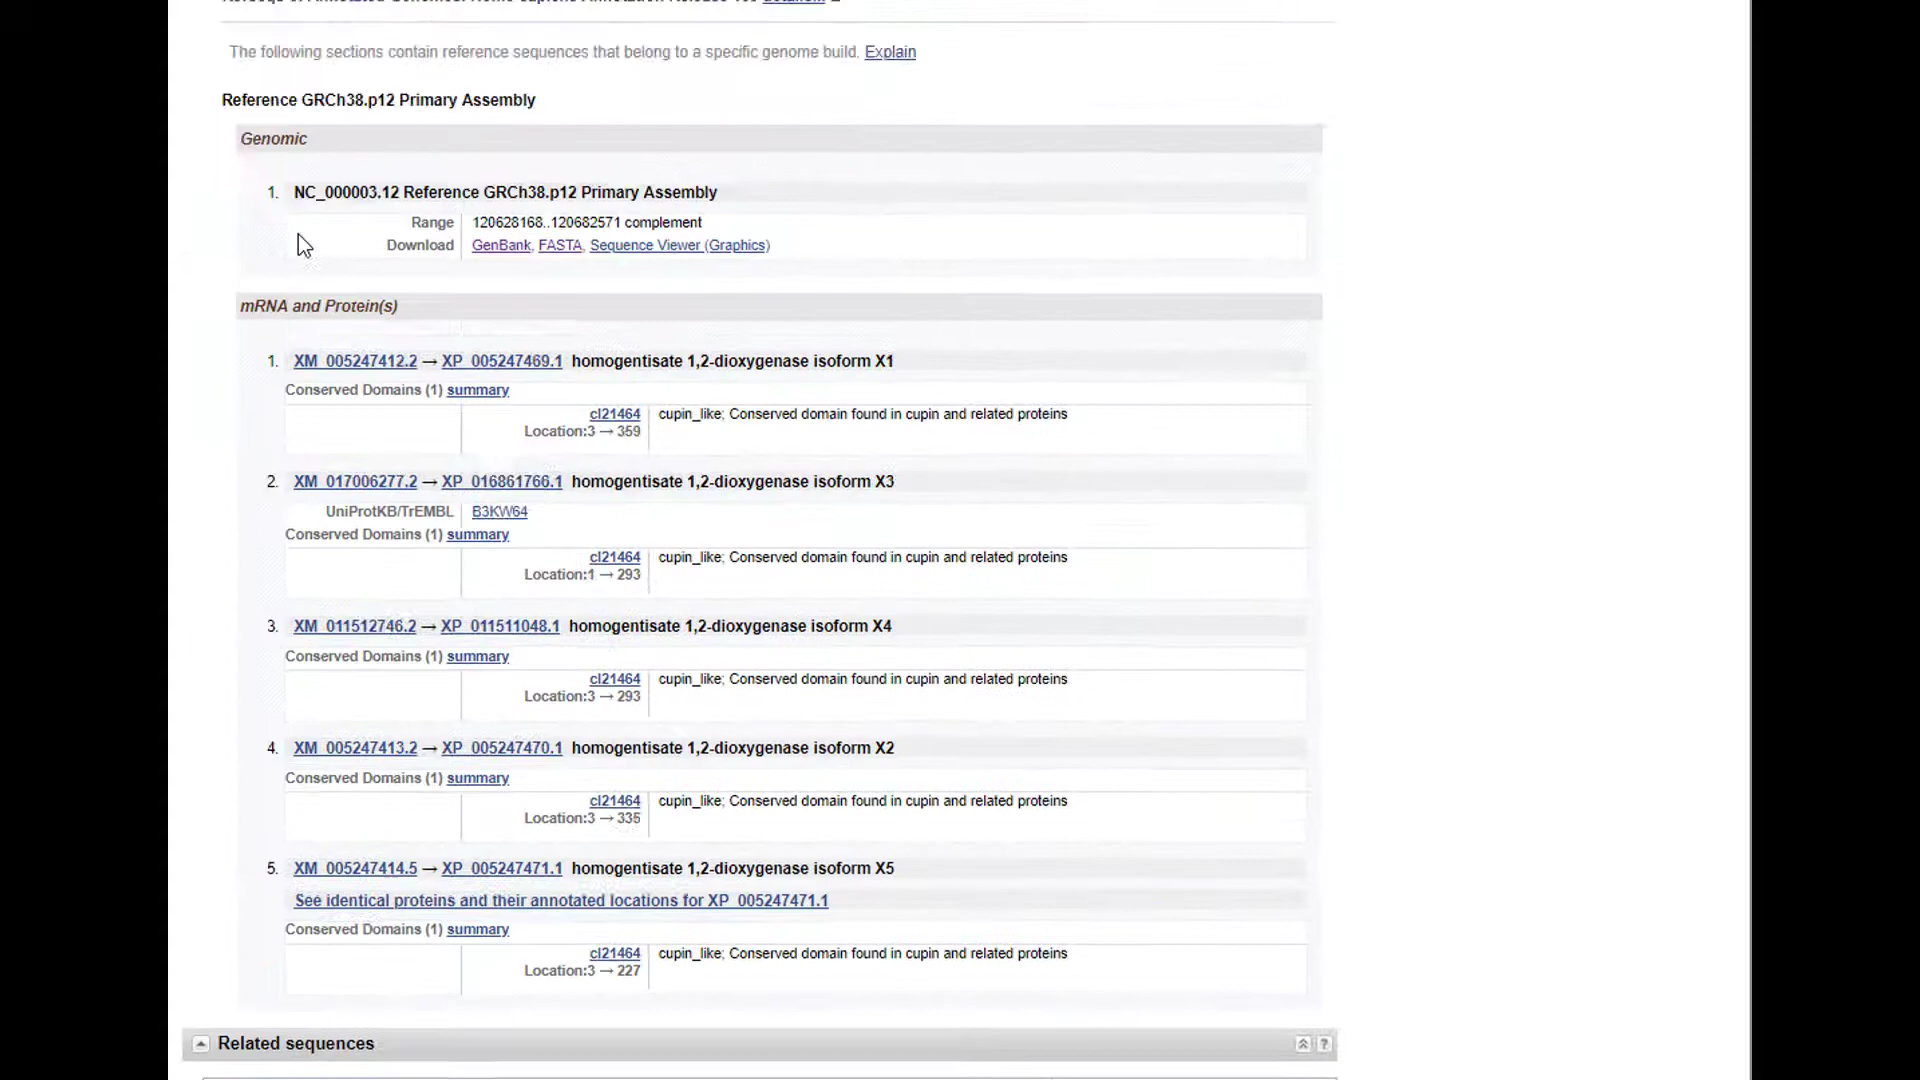 The following sections contain reference sequences that belong to a specific genome build. Explain
Reference GRCh38.p12 Primary Assembly
Genomic
1. NC_000003.12 Reference GRCh38.p12 Primary Assembly
Range 120628168..120682571 complement
Download GenBank, FASTA, Sequence Viewer (Graphics)
mRNA and Protein(s)
1. XM_005247412.2 → XP_005247469.1 homogentisate 1,2-dioxygenase isoform X1
Conserved Domains (1) summary
cl21464 cupin_like; Conserved domain found in cupin and related proteins
Location:3 → 359
2. XM_017006277.2 → XP_016861766.1 homogentisate 1,2-dioxygenase isoform X3
UniProtKB/TrEMBL B3KW64
Conserved Domains (1) summary
cl21464 cupin_like; Conserved domain found in cupin and related proteins
Location:1 → 293
3. XM_011512746.2 → XP_011511048.1 homogentisate 1,2-dioxygenase isoform X4
Conserved Domains (1) summary
cl21464 cupin_like; Conserved domain found in cupin and related proteins
Location:3 → 293
4. XM_005247413.2 → XP_005247470.1 homogentisate 1,2-dioxygenase isoform X2
Conserved Domains (1) summary
cl21464 cupin_like; Conserved domain found in cupin and related proteins
Location:3 → 335
5. XM_005247414.5 → XP_005247471.1 homogentisate 1,2-dioxygenase isoform X5
See identical proteins and their annotated locations for XP_005247471.1
Conserved Domains (1) summary
cl21464 cupin_like; Conserved domain found in cupin and related proteins
Location:3 → 227
Related sequences ?